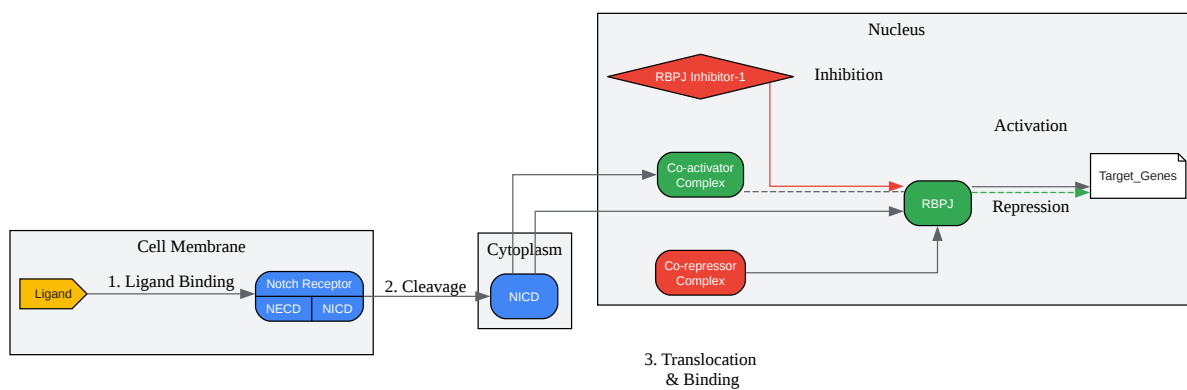 Nucleus
RBPJ Inhibitor-1
Inhibition
Activation
Co-activator
Complex
Target_Genes
RBPJ
Repression
Cell Membrane
Cytoplasm
Co-repressor
Complex
1. Ligand Binding
Notch Receptor
2. Cleavage
Ligand
NECD
NICD
NICD
3. Translocation
& Binding